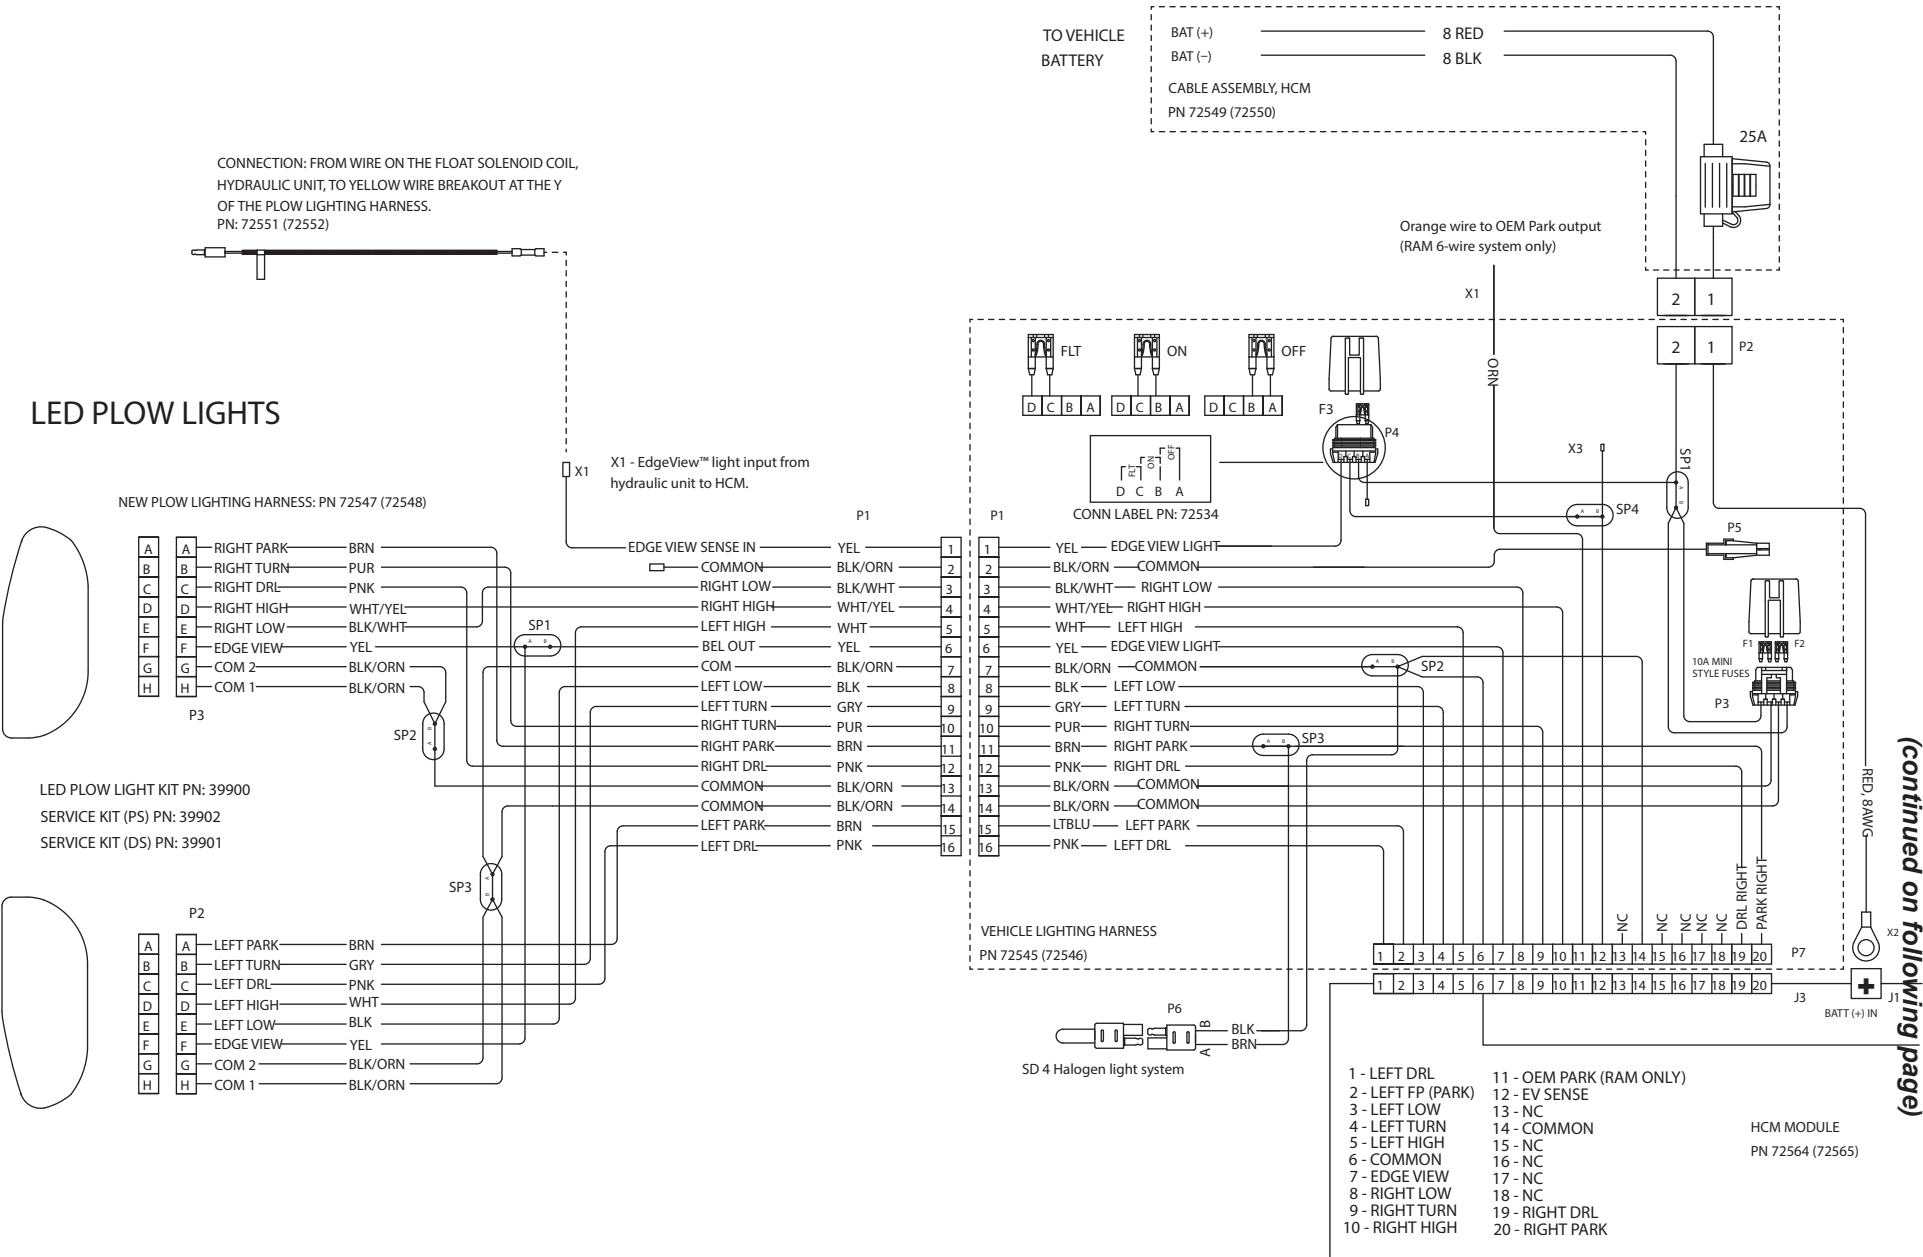 TO VEHICLE
BATTERY
BAT (+)
8 RED
BAT (–)
8 BLK
CABLE ASSEMBLY, HCM
PN 72549 (72550)
25A
CONNECTION: FROM WIRE ON THE FLOAT SOLENOID COIL,
HYDRAULIC UNIT, TO YELLOW WIRE BREAKOUT AT THE Y
OF THE PLOW LIGHTING HARNESS.
PN: 72551 (72552)
Orange wire to OEM Park output
(RAM 6-wire system only)
X1
2 1
2 1 P2
ORN
FLT
ON
OFF
D C B A
D C B A
D C B A
F3
P4
FLT
ON
OFF
D C B A
CONN LABEL PN: 72534
X3
SP1
A
B
A B
SP4
P5
LED PLOW LIGHTS
X1
X1 - EdgeView™ light input from
hydraulic unit to HCM.
NEW PLOW LIGHTING HARNESS: PN 72547 (72548)
A A RIGHT PARK BRN
B B RIGHT TURN PUR
C C RIGHT DRL PNK
D D RIGHT HIGH WHT/YEL
E E RIGHT LOW BLK/WHT
F F EDGE VIEW YEL
G G COM 2 BLK/ORN
H H COM 1 BLK/ORN
P3
SP1
A B
SP2
B
A
P1
EDGE VIEW SENSE IN YEL 1
COMMON BLK/ORN 2
RIGHT LOW BLK/WHT 3
RIGHT HIGH WHT/YEL 4
LEFT HIGH WHT 5
BEL OUT YEL 6
COM BLK/ORN 7
LEFT LOW BLK 8
LEFT TURN GRY 9
RIGHT TURN PUR 10
RIGHT PARK BRN 11
RIGHT DRL PNK 12
COMMON BLK/ORN 13
COMMON BLK/ORN 14
LEFT PARK BRN 15
LEFT DRL PNK 16
P1
1 YEL EDGE VIEW LIGHT
2 BLK/ORN COMMON
3 BLK/WHT RIGHT LOW
4 WHT/YEL RIGHT HIGH
5 WHT LEFT HIGH
6 YEL EDGE VIEW LIGHT
7 BLK/ORN COMMON
8 BLK LEFT LOW
9 GRY LEFT TURN
10 PUR RIGHT TURN
11 BRN RIGHT PARK
12 PNK RIGHT DRL
13 BLK/ORN COMMON
14 BLK/ORN COMMON
15 LTBLU LEFT PARK
16 PNK LEFT DRL
A B
SP2
A B
SP3
F1 F2
10A MINI
STYLE FUSES
P3
LED PLOW LIGHT KIT PN: 39900
SERVICE KIT (PS) PN: 39902
SERVICE KIT (DS) PN: 39901
SP3
A
B
P2
A A LEFT PARK BRN
B B LEFT TURN GRY
C C LEFT DRL PNK
D D LEFT HIGH WHT
E E LEFT LOW BLK
F F EDGE VIEW YEL
G G COM 2 BLK/ORN
H H COM 1 BLK/ORN
RED, 8AWG
VEHICLE LIGHTING HARNESS
PN 72545 (72546)
NC
NC
NC
NC
NC
DRL RIGHT
PARK RIGHT
1 2 3 4 5 6 7 8 9 10 11 12 13 14 15 16 17 18 19 20 P7
1 2 3 4 5 6 7 8 9 10 11 12 13 14 15 16 17 18 19 20 J3
X2
J1
BATT (+) IN
P6
B
A
BLK
BRN
SD 4 Halogen light system
1 - LEFT DRL
2 - LEFT FP (PARK)
3 - LEFT LOW
4 - LEFT TURN
5 - LEFT HIGH
6 - COMMON
7 - EDGE VIEW
8 - RIGHT LOW
9 - RIGHT TURN
10 - RIGHT HIGH
11 - OEM PARK (RAM ONLY)
12 - EV SENSE
13 - NC
14 - COMMON
15 - NC
16 - NC
17 - NC
18 - NC
19 - RIGHT DRL
20 - RIGHT PARK
HCM MODULE
PN 72564 (72565)
(continued on following page)